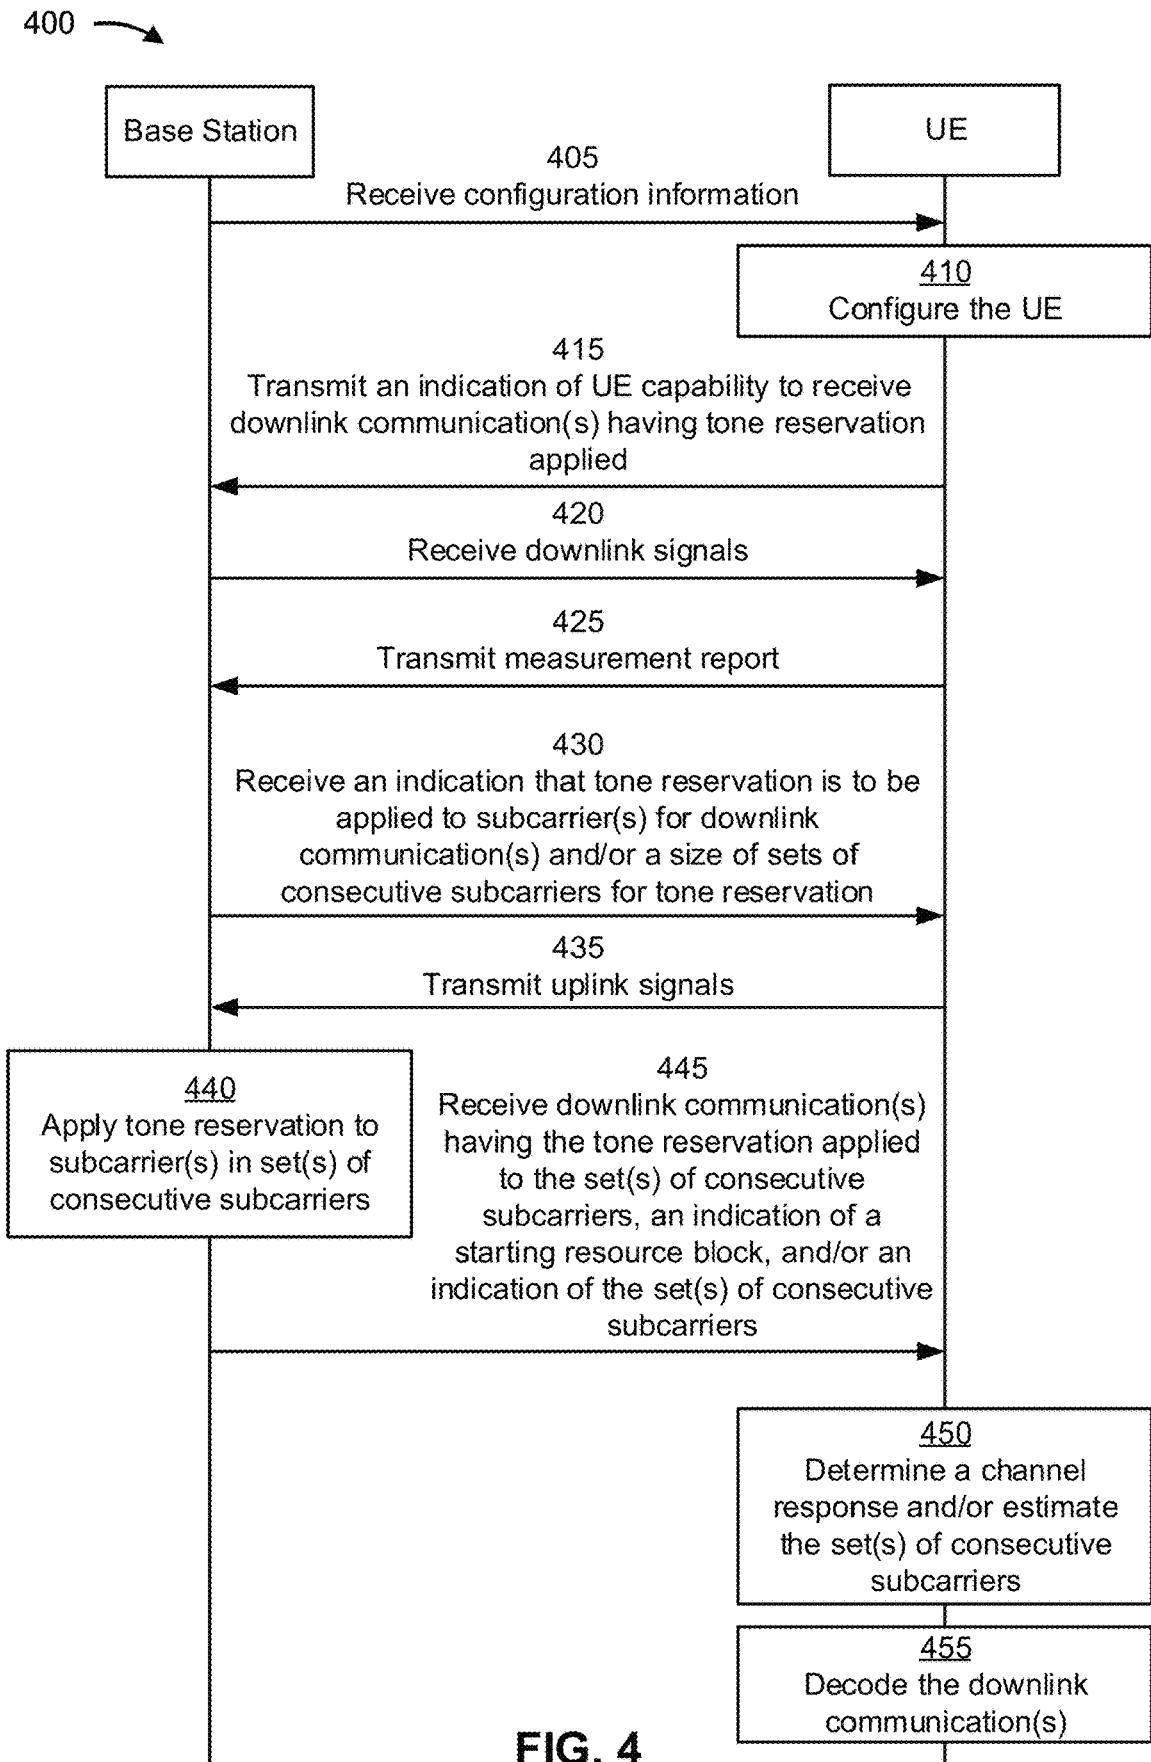 400
Base Station
UE
405
Receive configuration information
410
Configure the UE
415
Transmit an indication of UE capability to receive
downlink communication(s) having tone reservation
applied
420
Receive downlink signals
425
Transmit measurement report
430
Receive an indication that tone reservation is to be
applied to subcarrier(s) for downlink
communication(s) and/or a size of sets of
consecutive subcarriers for tone reservation
435
Transmit uplink signals
440
Apply tone reservation to
subcarrier(s) in set(s) of
consecutive subcarriers
445
Receive downlink communication(s)
having the tone reservation applied
to the set(s) of consecutive
subcarriers, an indication of a
starting resource block, and/or an
indication of the set(s) of consecutive
subcarriers
450
Determine a channel
response and/or estimate
the set(s) of consecutive
subcarriers
455
Decode the downlink
communication(s)
FIG. 4